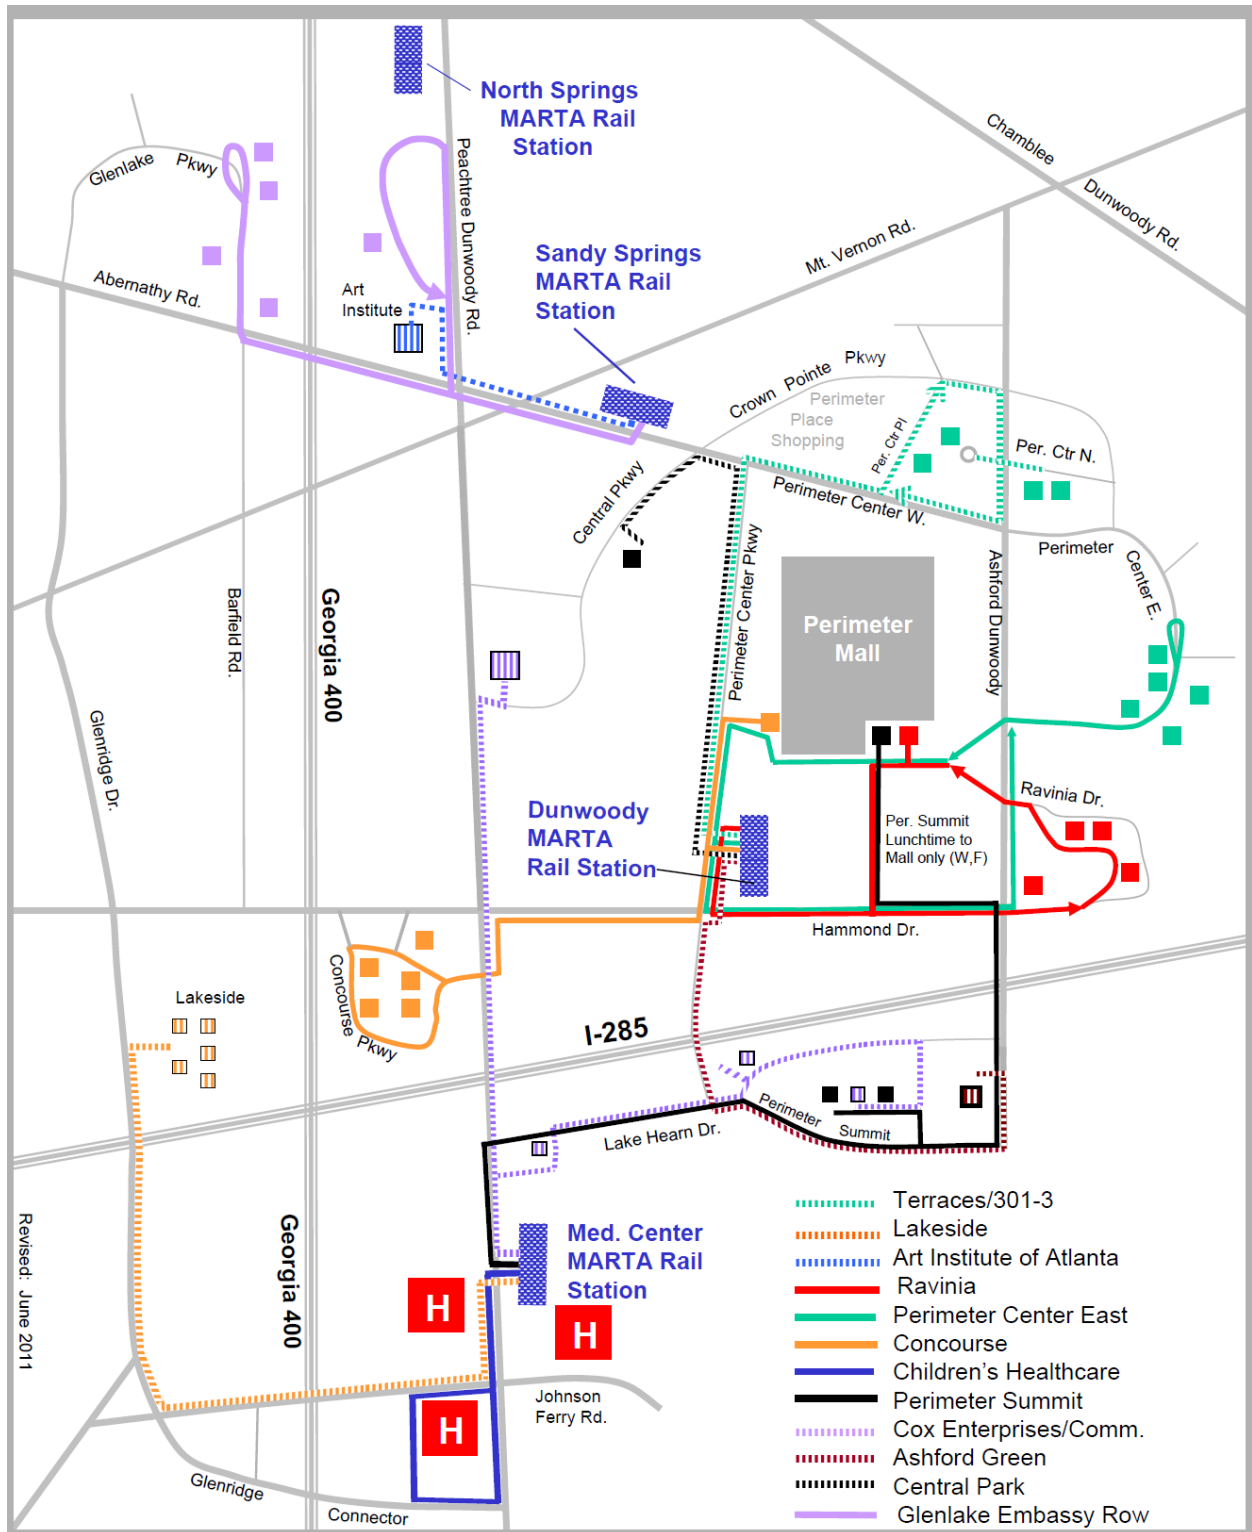 North Springs
MARTA Rail
Station
Chamblee
Dunwoody Rd.
Glenlake Pkwy
Peachtree Dunwoody Rd.
Mt. Vernon Rd.
Sandy Springs
MARTA Rail
Station
Abernathy Rd.
Art
Institute
Crown Pointe Pkwy
Perimeter
Place
Shopping
Per. Ctr Pl
Per. Ctr N.
Central Pkwy
Perimeter Center W.
Perimeter Center E.
Perimeter Center Pkwy
Ashford Dunwoody
Barfield Rd.
Georgia 400
Perimeter
Mall
Glenridge Dr.
Ravinia Dr.
Dunwoody
MARTA
Rail Station
Per. Summit
Lunchtime to
Mall only (W,F)
Hammond Dr.
Concourse Pkwy
Lakeside
I-285
Perimeter Summit
Lake Hearn Dr.
Revised: June 2011
Georgia 400
Med. Center
MARTA Rail
Station
H
H
H
Johnson
Ferry Rd.
Glenridge
Connector
Terraces/301-3
Lakeside
Art Institute of Atlanta
Ravinia
Perimeter Center East
Concourse
Children's Healthcare
Perimeter Summit
Cox Enterprises/Comm.
Ashford Green
Central Park
Glenlake Embassy Row